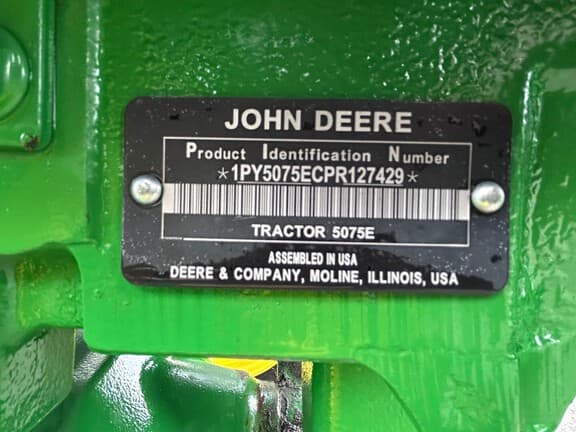 JOHN DEERE
Product Identification Number
*1PY5075ECPR127429*
TRACTOR 5075E
ASSEMBLED IN USA
DEERE & COMPANY, MOLINE, ILLINOIS, USA